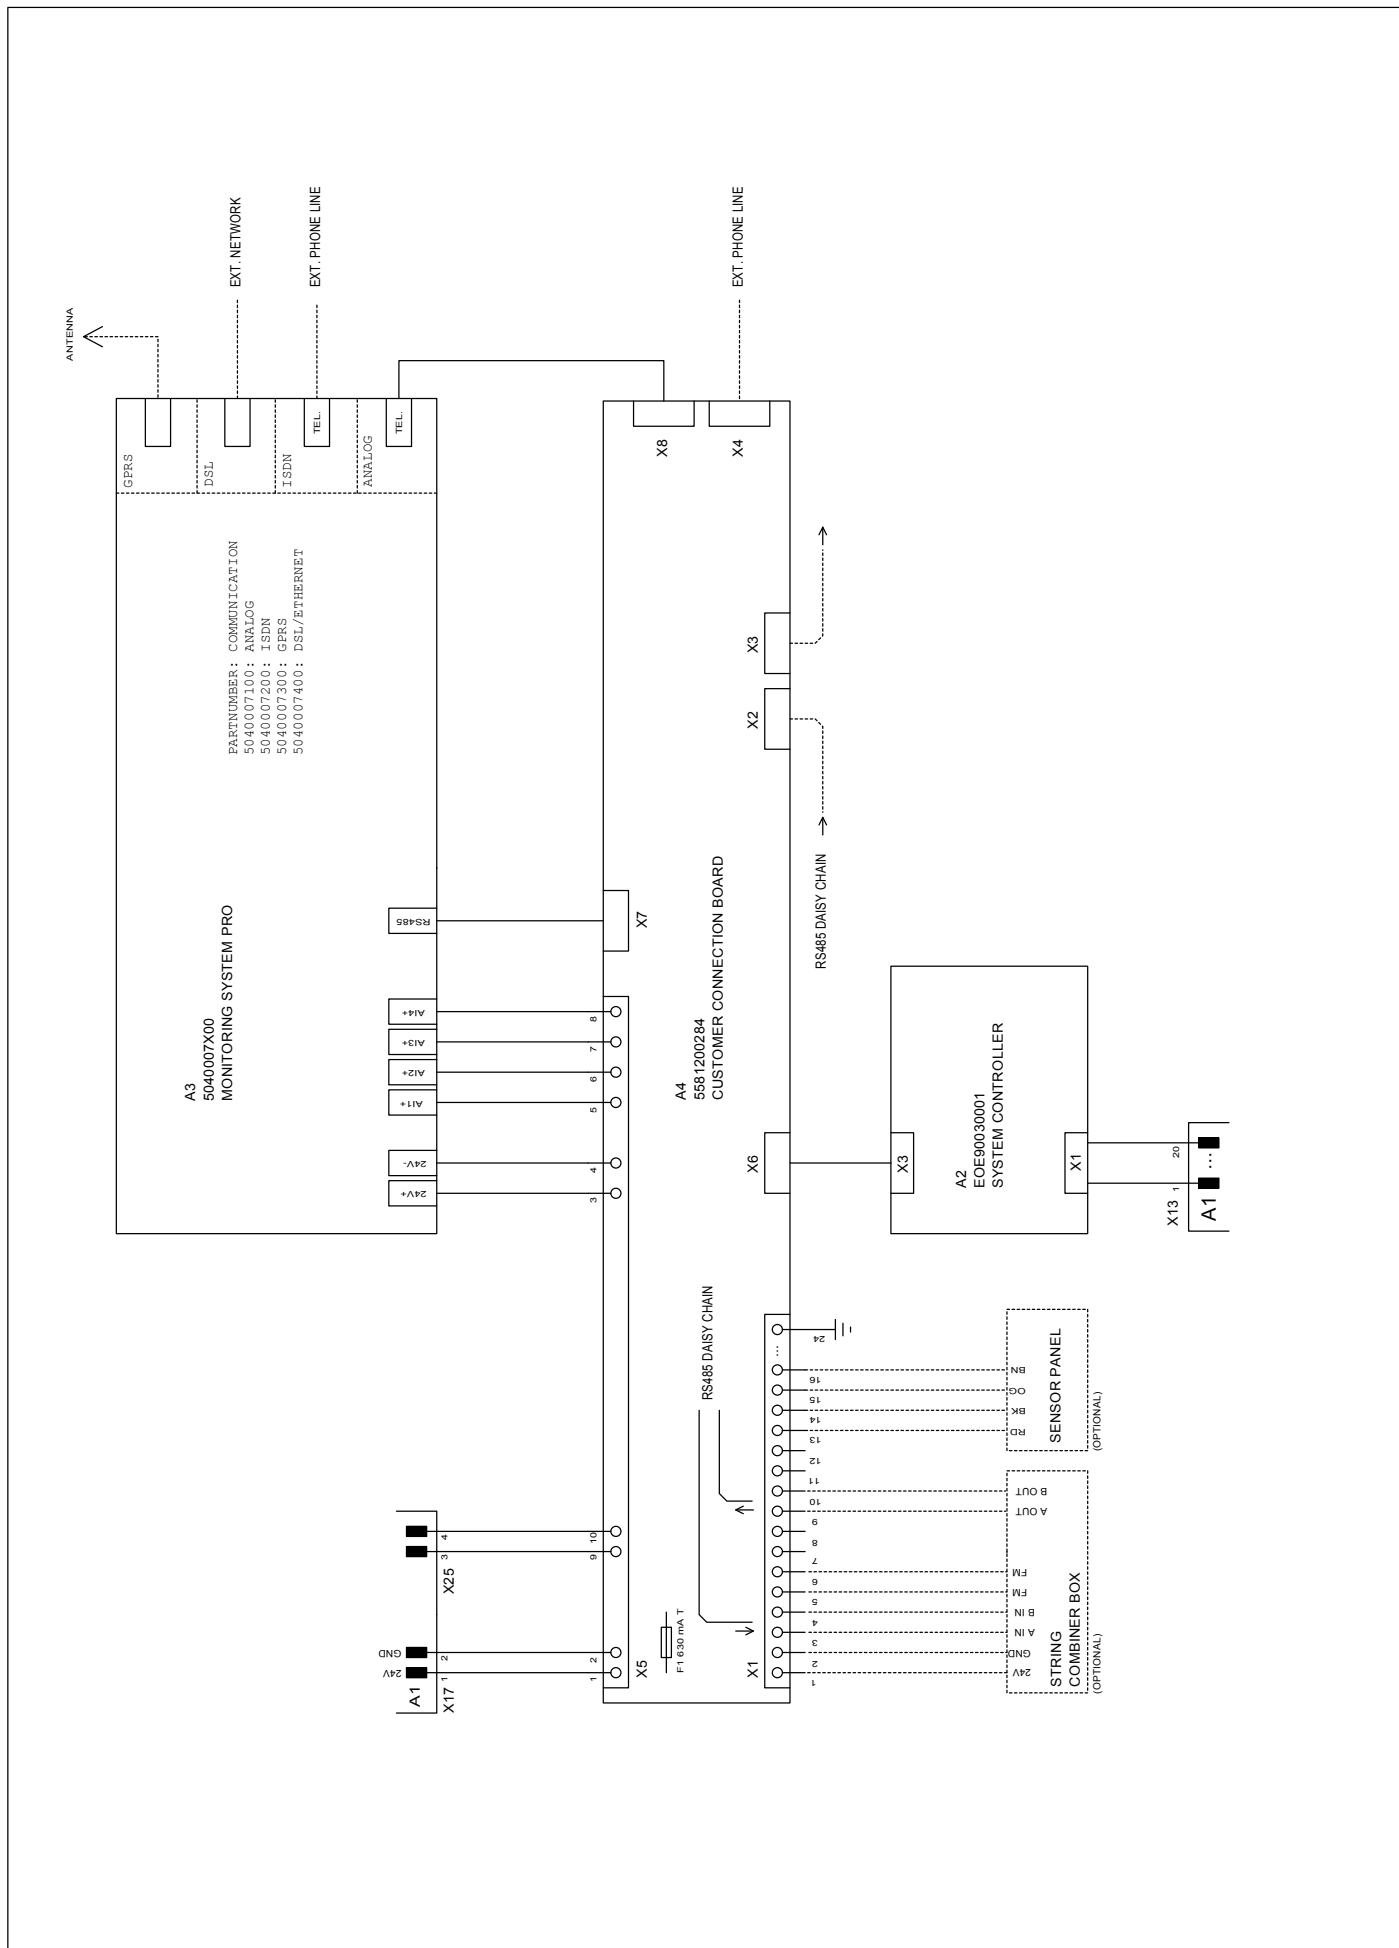 ANTENNA
EXT. NETWORK
EXT. PHONE LINE
EXT. PHONE LINE
GPRS
DSL
ISDN
TEL.
ANALOG
TEL.
PARTNUMBER: COMMUNICATION
5040007100: ANALOG
5040007200: ISDN
5040007300: GPRS
5040007400: DSL/ETHERNET
A3
5040007X00
MONITORING SYSTEM PRO
24V+
24V-
AI1+
AI2+
AI3+
AI4+
RS485
A1
24V
GND
1
2
X17
3
4
X25
1
2
9
10
3
4
5
6
7
8
X5
X7
X8
X4
F1 630 mA T
A4
5581200284
CUSTOMER CONNECTION BOARD
RS485 DAISY CHAIN
X1
X6
X2
X3
1
2
3
4
5
6
7
8
9
10
11
12
13
14
15
16
...
24
RS485 DAISY CHAIN
24V
GND
A IN
B IN
FM
FM
A OUT
B OUT
STRING
COMBINER BOX
(OPTIONAL)
RD
BK
OG
BN
SENSOR PANEL
(OPTIONAL)
X3
A2
EOE90030001
SYSTEM CONTROLLER
X1
X13
1
20
A1
...